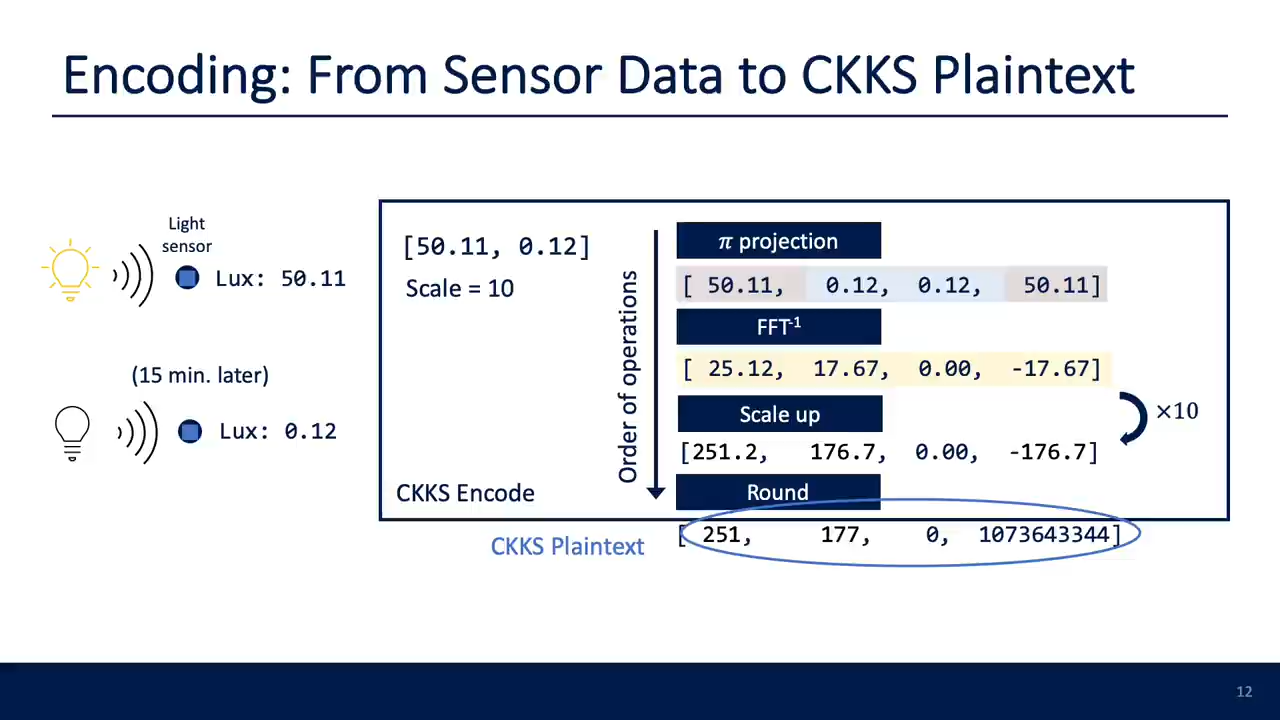 Encoding: From Sensor Data to CKKS Plaintext
Light
sensor
Lux: 50.11
(15 min. later)
Lux: 0.12
[50.11, 0.12]
Scale = 10
CKKS Encode
Order of operations
π projection
[ 50.11, 0.12, 0.12, 50.11]
FFT⁻¹
[ 25.12, 17.67, 0.00, -17.67]
×10
Scale up
[251.2, 176.7, 0.00, -176.7]
Round
CKKS Plaintext
[ 251, 177, 0, 1073643344]
12